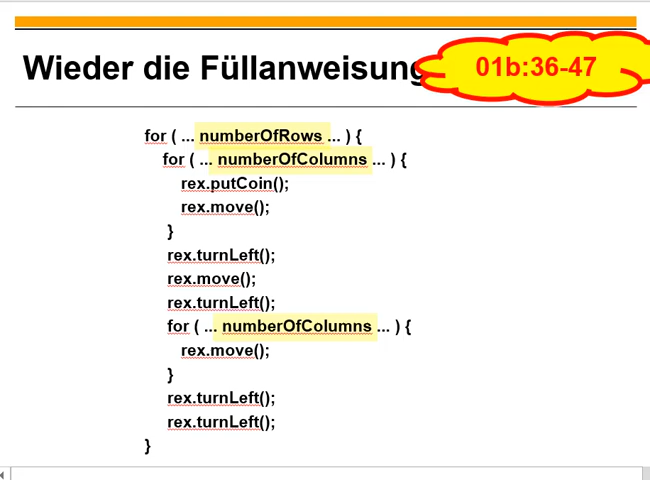 Wieder die Füllanweisung
01b:36-47
for ( ... numberOfRows ... ) {
for ( ... numberOfColumns ... ) {
rex.putCoin();
rex.move();
}
rex.turnLeft();
rex.move();
rex.turnLeft();
for ( ... numberOfColumns ... ) {
rex.move();
}
rex.turnLeft();
rex.turnLeft();
}